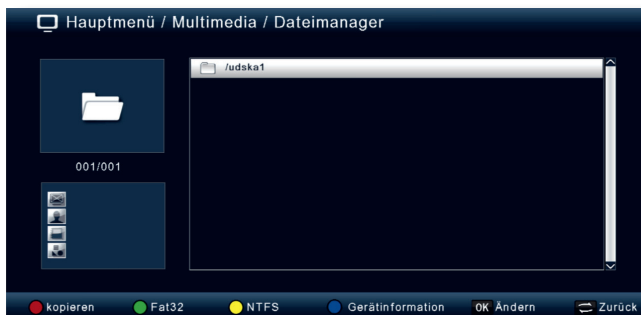 Hauptmenü / Multimedia / Dateimanager
/udska1
001/001
kopieren Fat32 NTFS Gerätinformation OK Ändern Zurück